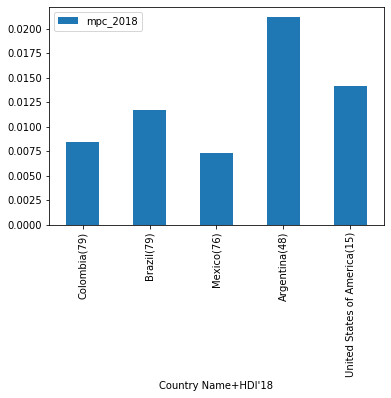 mpc_2018
0.0200
0.0175
0.0150
0.0125
0.0100
0.0075
0.0050
0.0025
0.0000
Colombia(79)
Brazil(79)
Mexico(76)
Argentina(48)
United States of America(15)
Country Name+HDI'18